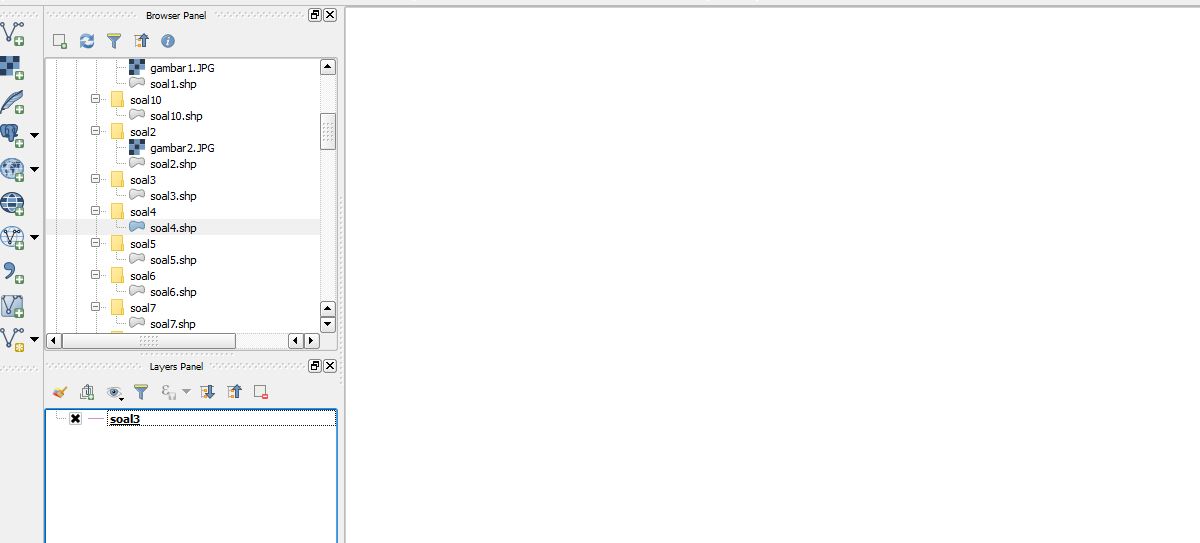 Browser Panel
gambar1.JPG
soal1.shp
soal10
soal10.shp
soal2
gambar2.JPG
soal2.shp
soal3
soal3.shp
soal4
soal4.shp
soal5
soal5.shp
soal6
soal6.shp
soal7
soal7.shp
Layers Panel
soal3